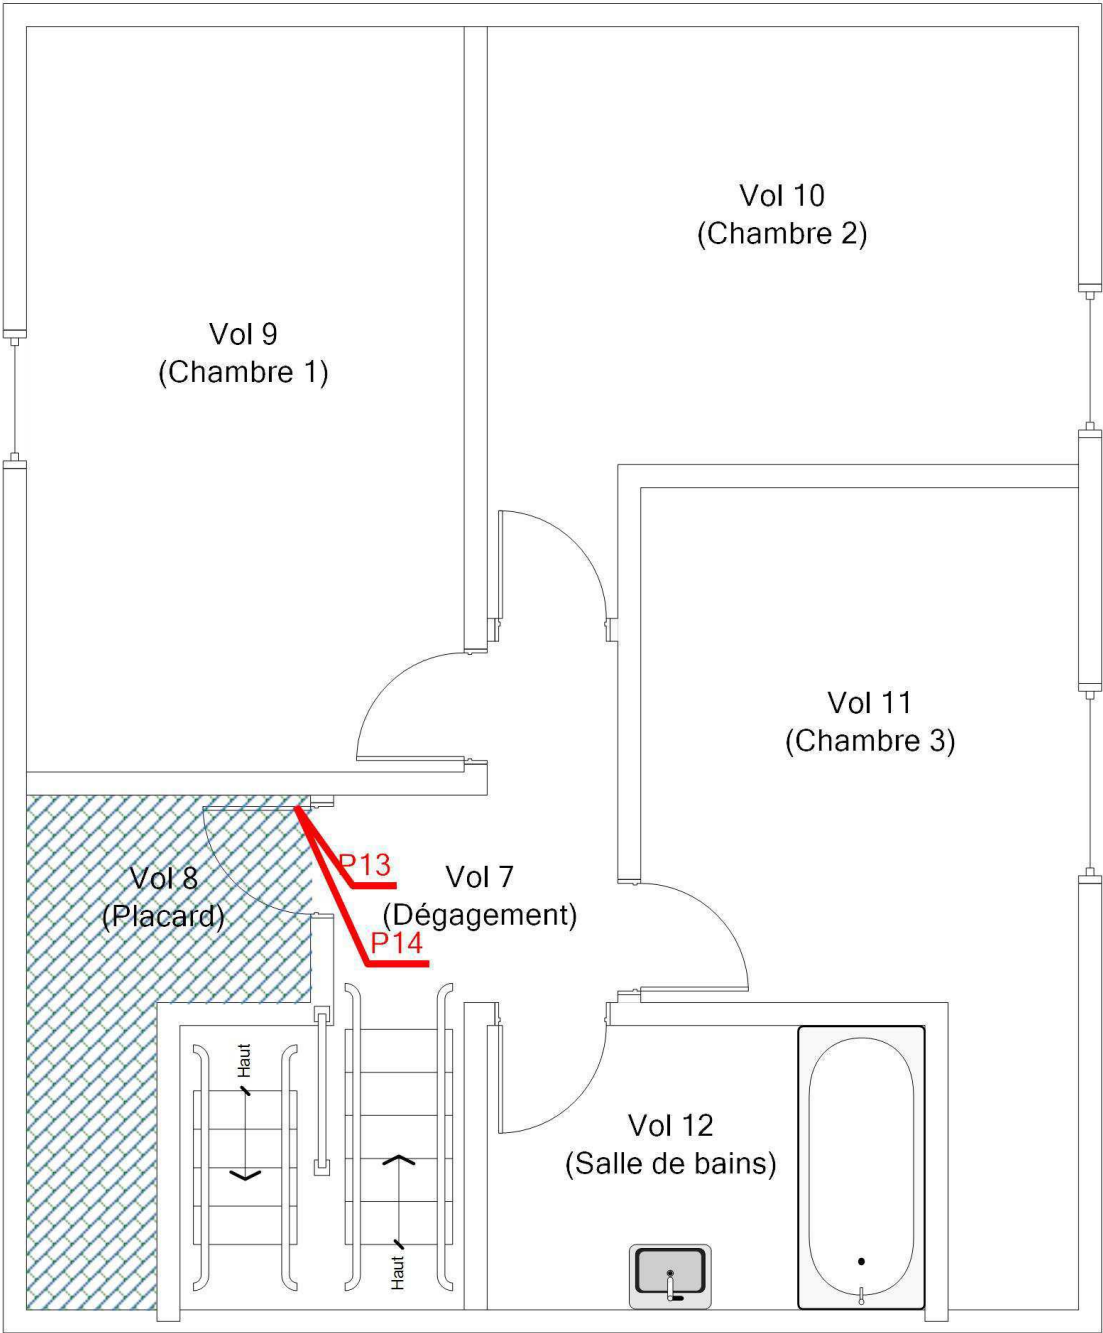 Vol 10
(Chambre 2)
Vol 9
(Chambre 1)
Vol 11
(Chambre 3)
P13
Vol 8
(Placard)
Vol 7
(Dégagement)
P14
Haut
Haut
Vol 12
(Salle de bains)